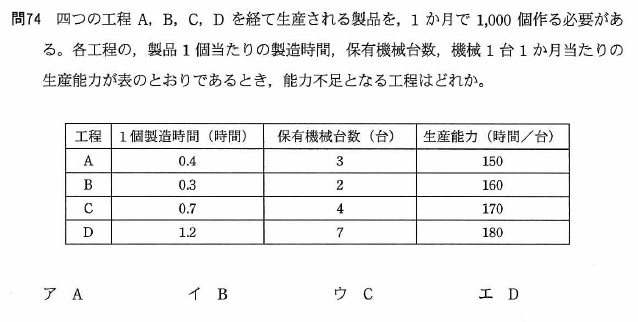 問74 四つの工程 A，B，C，D を経て生産される製品を，1 か月で 1,000 個作る必要があ
る。各工程の，製品 1 個当たりの製造時間，保有機械台数，機械 1 台 1 か月当たりの
生産能力が表のとおりであるとき，能力不足となる工程はどれか。
工程 1 個製造時間（時間） 保有機械台数（台） 生産能力（時間／台）
A 0.4 3 150
B 0.3 2 160
C 0.7 4 170
D 1.2 7 180
ア A イ B ウ C エ D